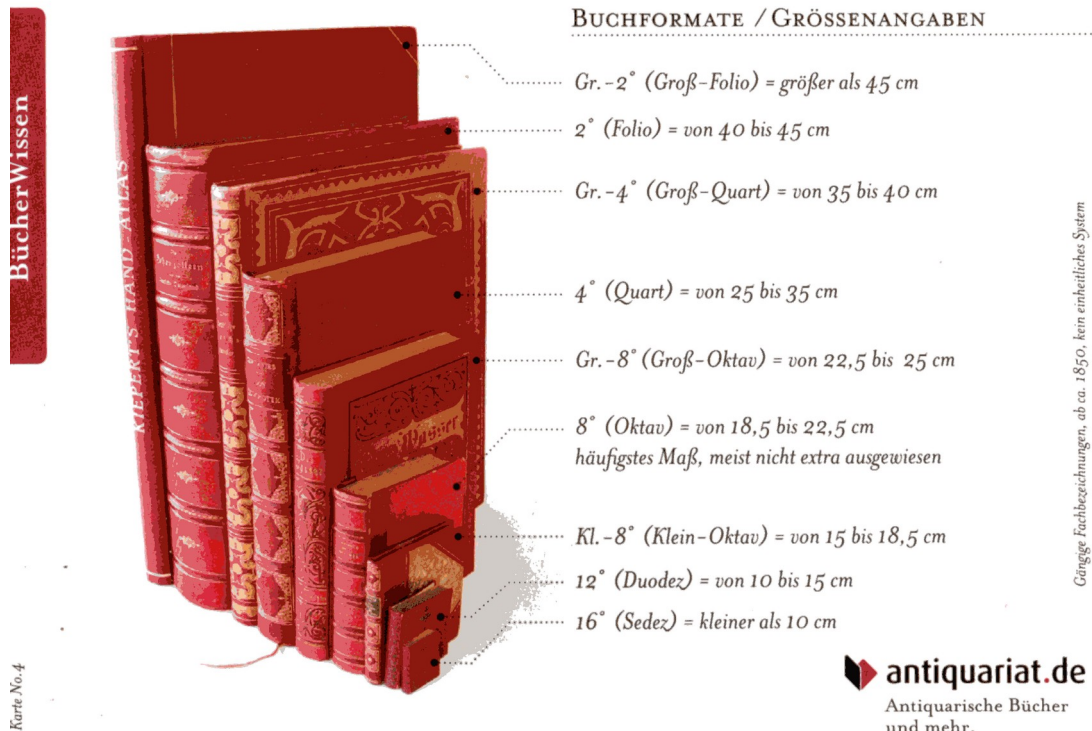 BücherWissen
Karte No.4
BUCHFORMATE / GRÖSSENANGABEN
Gr.-2° (Groß-Folio) = größer als 45 cm
2° (Folio) = von 40 bis 45 cm
Gr.-4° (Groß-Quart) = von 35 bis 40 cm
4° (Quart) = von 25 bis 35 cm
Gr.-8° (Groß-Oktav) = von 22,5 bis 25 cm
8° (Oktav) = von 18,5 bis 22,5 cm
häufigstes Maß, meist nicht extra ausgewiesen
Kl.-8° (Klein-Oktav) = von 15 bis 18,5 cm
12° (Duodez) = von 10 bis 15 cm
16° (Sedez) = kleiner als 10 cm
KIEPERT'S HAND-ATLAS
Gängige Fachbezeichnungen, ab ca. 1850, kein einheitliches System
antiquariat.de
Antiquarische Bücher
und mehr.